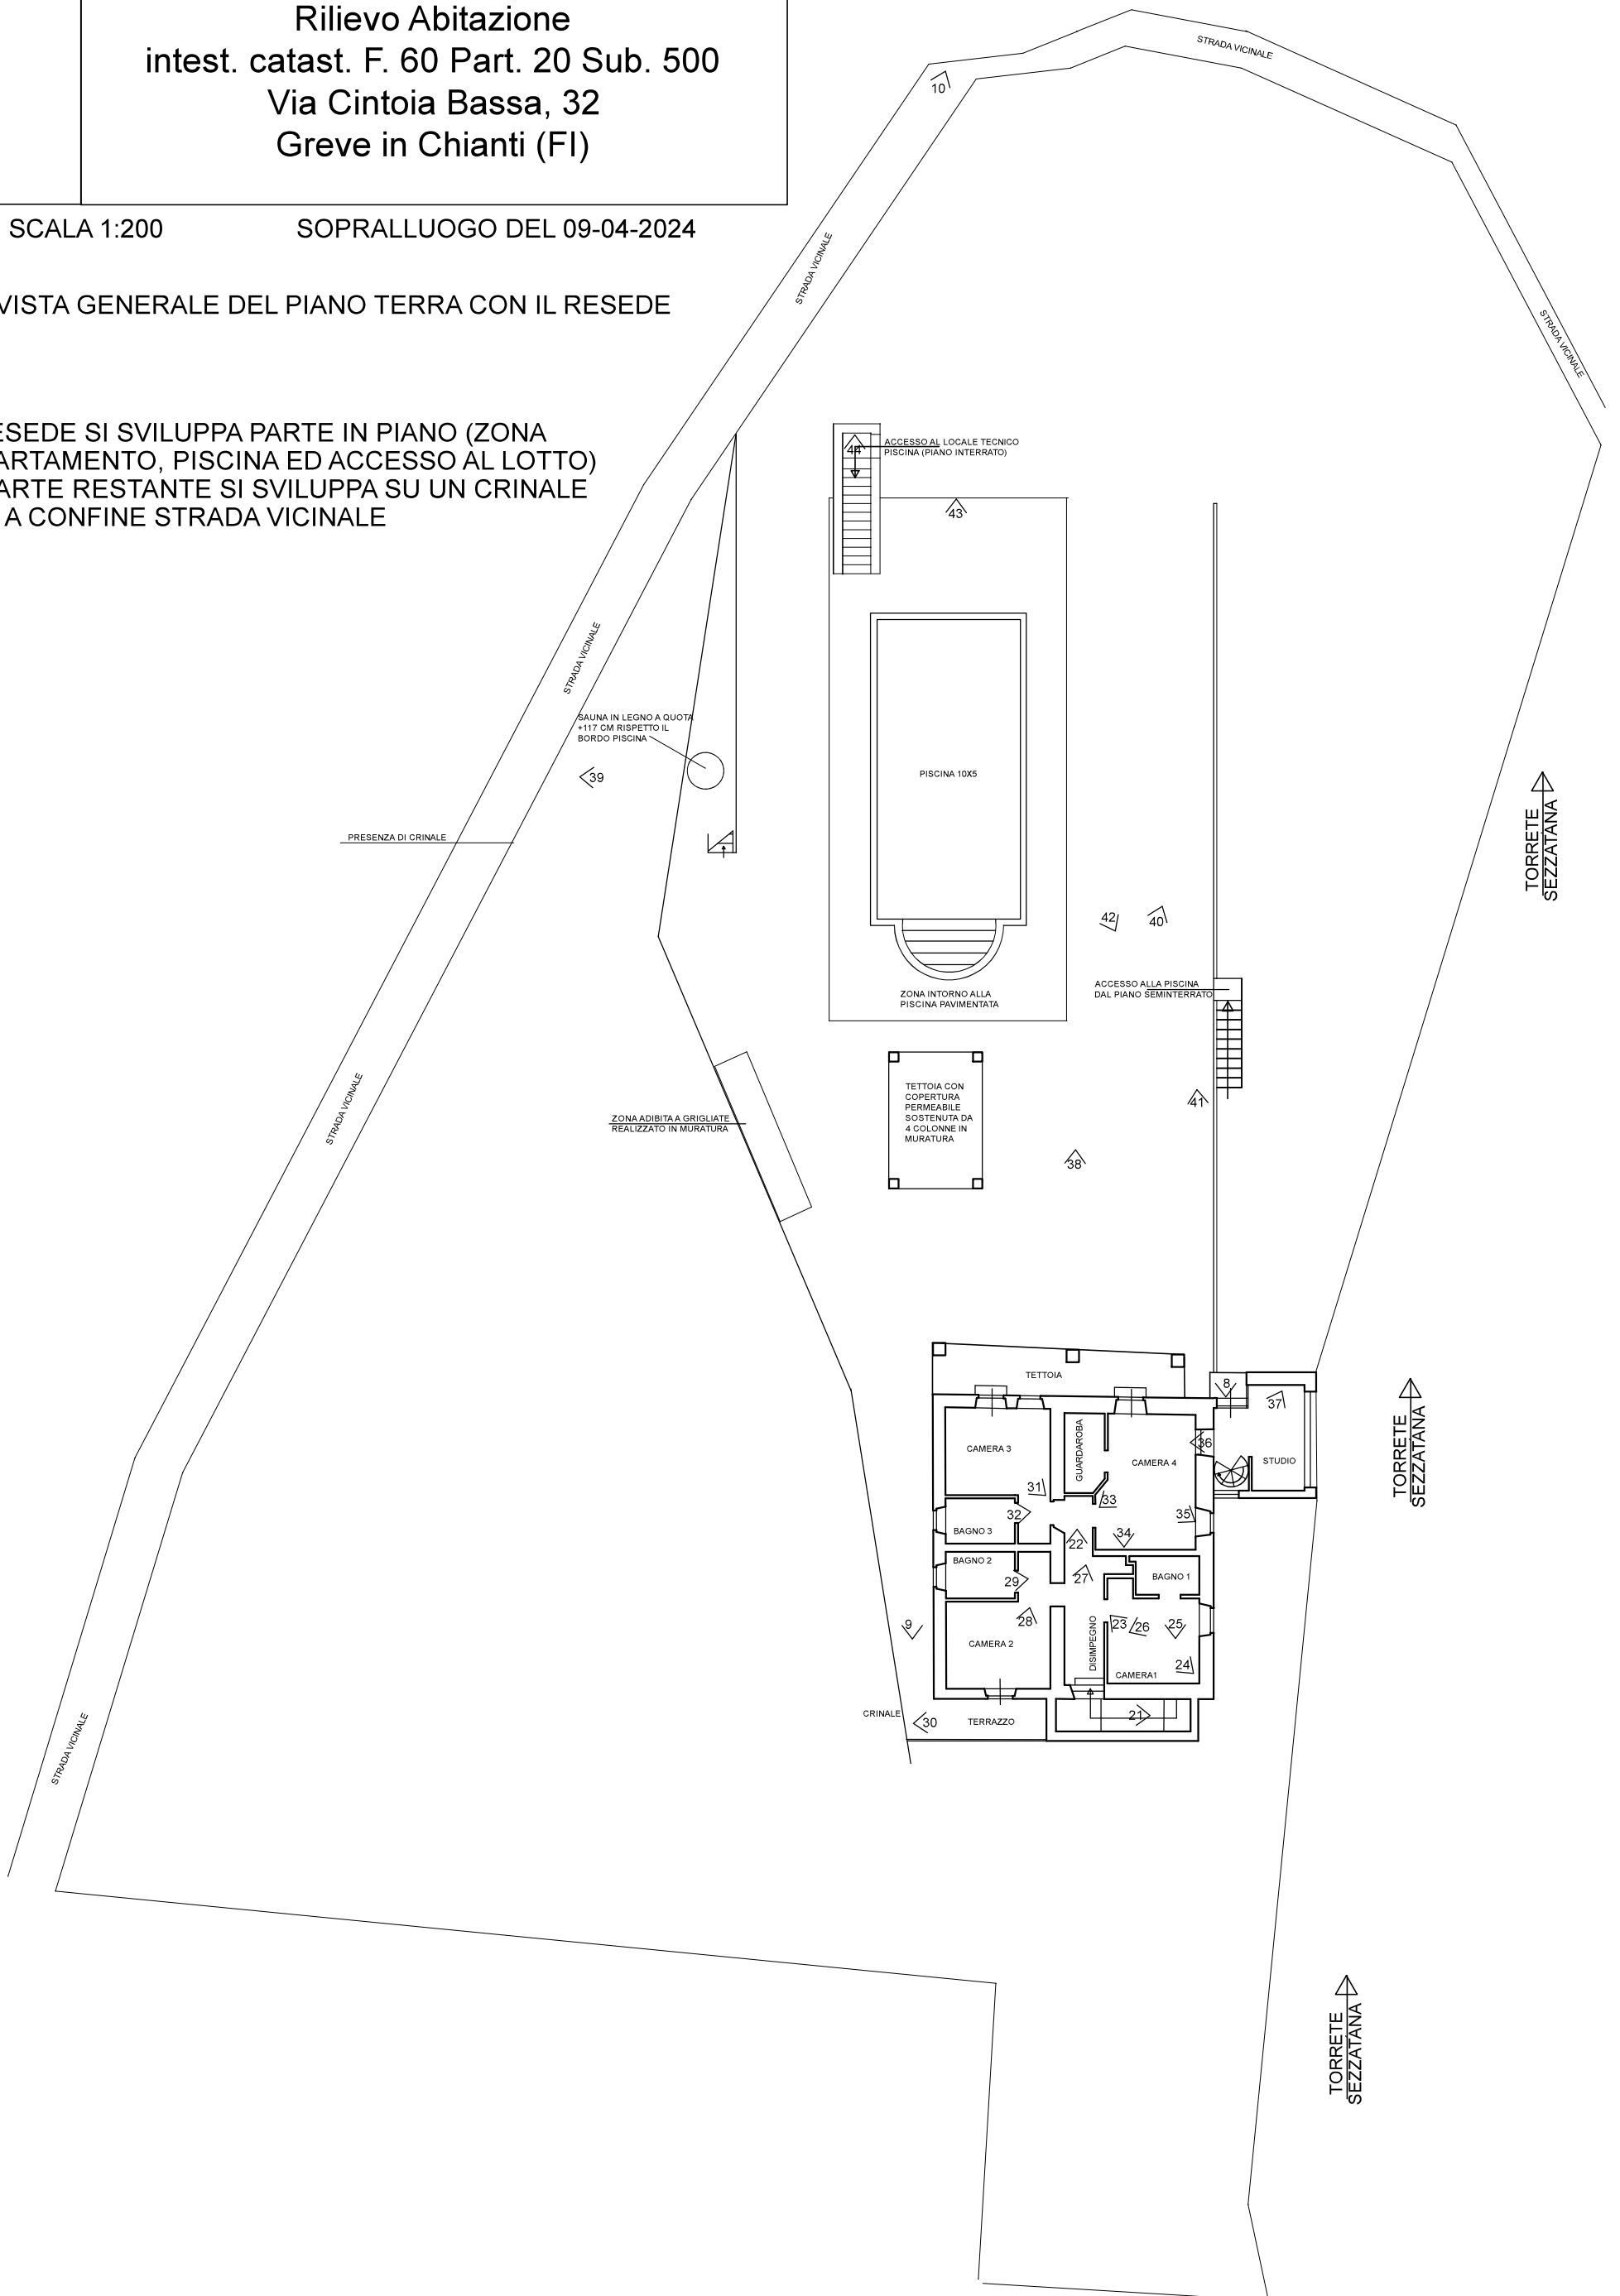 Rilievo Abitazione
intest. catast. F. 60 Part. 20 Sub. 500
Via Cintoia Bassa, 32
Greve in Chianti (FI)
SCALA 1:200
SOPRALLUOGO DEL 09-04-2024
VISTA GENERALE DEL PIANO TERRA CON IL RESEDE
ESEDE SI SVILUPPA PARTE IN PIANO (ZONA
ARTAMENTO, PISCINA ED ACCESSO AL LOTTO)
ARTE RESTANTE SI SVILUPPA SU UN CRINALE
A CONFINE STRADA VICINALE
STRADA VICINALE
10
STRADA VICINALE
STRADA VICINALE
44
ACCESSO AL LOCALE TECNICO
PISCINA (PIANO INTERRATO)
43
STRADA VICINALE
SAUNA IN LEGNO A QUOTA
+117 CM RISPETTO IL
BORDO PISCINA
39
PISCINA 10X5
PRESENZA DI CRINALE
TORRETE
SEZZATANA
42
40
ACCESSO ALLA PISCINA
DAL PIANO SEMINTERRATO
ZONA INTORNO ALLA
PISCINA PAVIMENTATA
TETTOIA CON
COPERTURA
PERMEABILE
SOSTENUTA DA
4 COLONNE IN
MURATURA
41
STRADA VICINALE
ZONA ADIBITA A GRIGLIATE
REALIZZATO IN MURATURA
38
TETTOIA
8
37
CAMERA 3
GUARDAROBA
CAMERA 4
36
STUDIO
TORRETE
SEZZATANA
31
33
32
35
BAGNO 3
34
22
BAGNO 2
29
27
BAGNO 1
28
23
26
25
9
CAMERA 2
DISIMPEGNO
24
CAMERA1
CRINALE
30
TERRAZZO
21
STRADA VICINALE
TORRETE
SEZZATANA